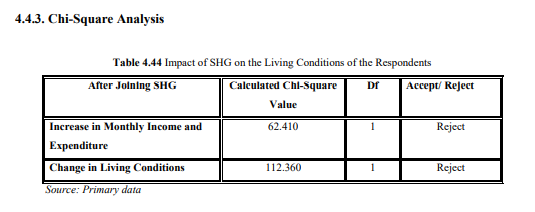 4.4.3. Chi-Square Analysis
Table 4.44 Impact of SHG on the Living Conditions of the Respondents
After Joining SHG Calculated Chi-Square Value Df Accept/ Reject
Increase in Monthly Income and Expenditure 62.410 1 Reject
Change in Living Conditions 112.360 1 Reject
Source: Primary data